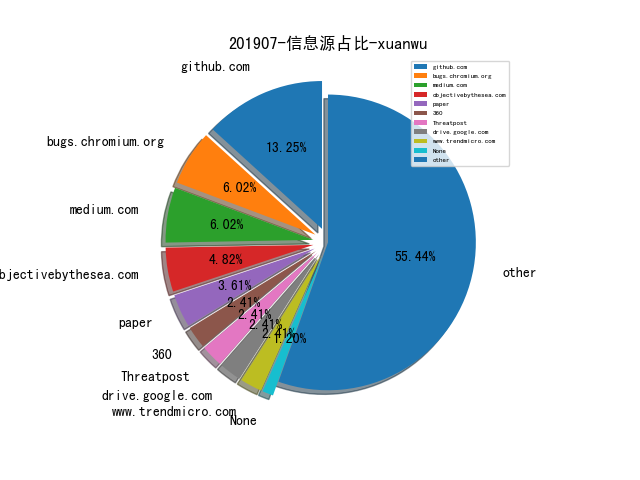 201907-信息源占比-xuanwu
github.com
bugs.chromium.org
medium.com
bjectivebythesea.com
paper
360
Threatpost
drive.google.com
www.trendmicro.com
None
other
13.25%
6.02%
6.02%
4.82%
3.61%
2.41%
2.41%
2.41%
2.41%
1.20%
55.44%
github.com
bugs.chromium.org
medium.com
objectivebythesea.com
paper
360
Threatpost
drive.google.com
www.trendmicro.com
None
other